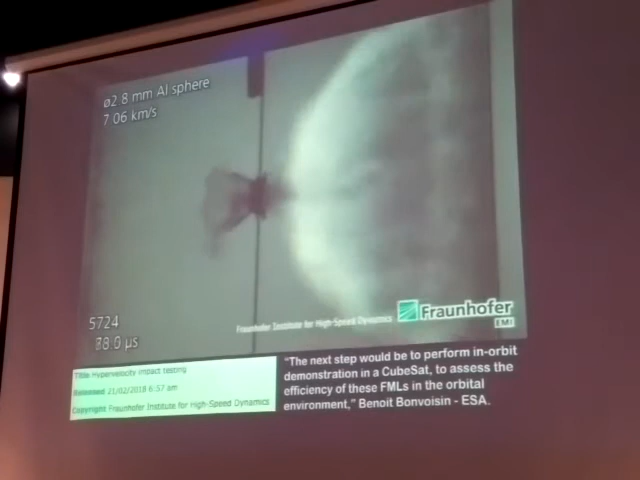 ø2.8 mm Al sphere
7.06 km/s
5724
Fraunhofer Institute for High-Speed Dynamics
Fraunhofer
EMI
Title Hypervelocity impact testing
Released 21/02/2018 6:57 am
Copyright Fraunhofer Institute for High-Speed Dynamics
"The next step would be to perform in-orbit
demonstration in a CubeSat, to assess the
efficiency of these FMLs in the orbital
environment," Benoit Bonvoisin - ESA.